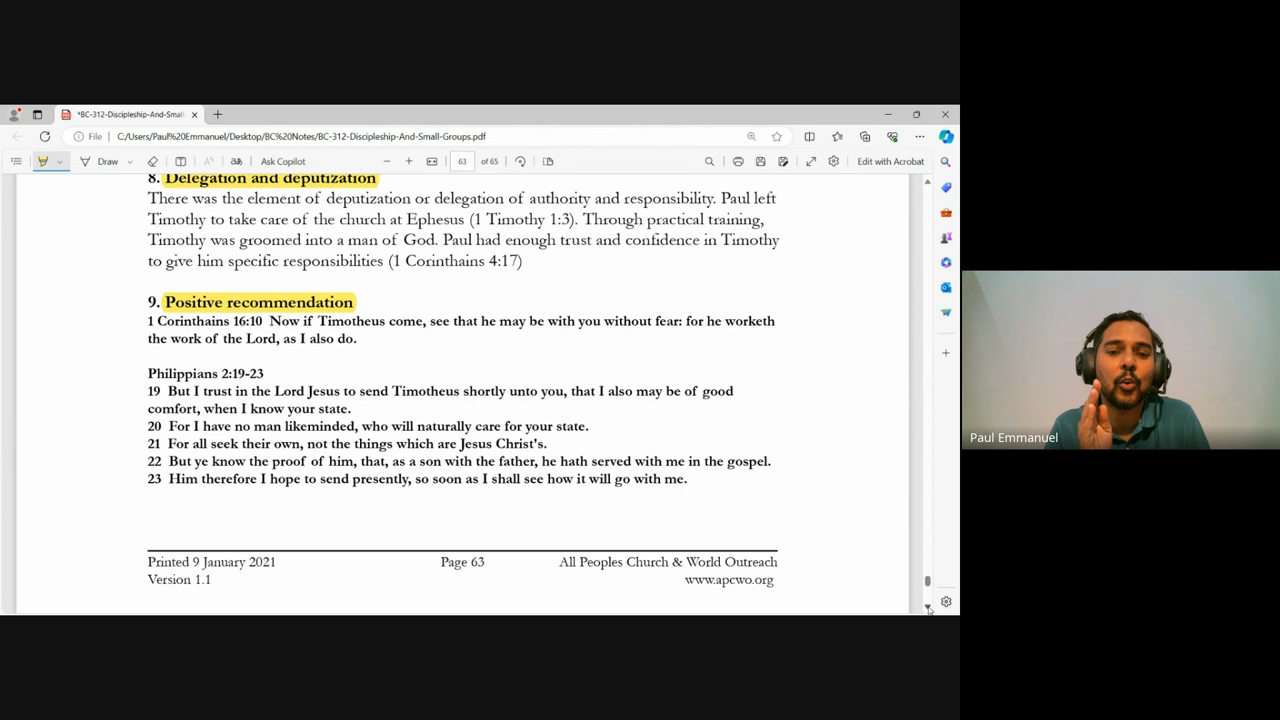 *BC-312-Discipleship-And-Smal
File
C:/Users/Paul%20Emmanuel/Desktop/BC%20Notes/BC-312-Discipleship-And-Small-Groups.pdf
Draw
Ask Copilot
63
of 65
Edit with Acrobat
8. Delegation and deputization
There was the element of deputization or delegation of authority and responsibility. Paul left
Timothy to take care of the church at Ephesus (1 Timothy 1:3). Through practical training,
Timothy was groomed into a man of God. Paul had enough trust and confidence in Timothy
to give him specific responsibilities (1 Corinthains 4:17)
9. Positive recommendation
1 Corinthains 16:10 Now if Timotheus come, see that he may be with you without fear: for he worketh
the work of the Lord, as I also do.
Philippians 2:19-23
19 But I trust in the Lord Jesus to send Timotheus shortly unto you, that I also may be of good
comfort, when I know your state.
20 For I have no man likeminded, who will naturally care for your state.
21 For all seek their own, not the things which are Jesus Christ's.
22 But ye know the proof of him, that, as a son with the father, he hath served with me in the gospel.
23 Him therefore I hope to send presently, so soon as I shall see how it will go with me.
Printed 9 January 2021
Page 63
All Peoples Church & World Outreach
Version 1.1
www.apcwo.org
Paul Emmanuel